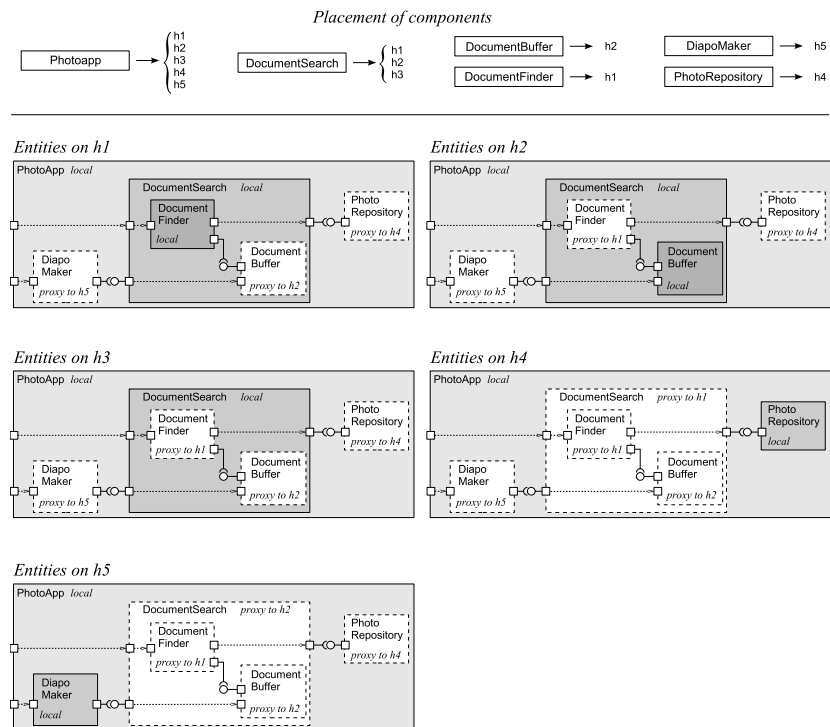 Placement of components
Photoapp
h1
h2
h3
h4
h5
DocumentSearch
h1
h2
h3
DocumentBuffer
h2
DocumentFinder
h1
DiapoMaker
h5
PhotoRepository
h4
Entities on h1
PhotoApp local
DocumentSearch local
Document
Finder
local
Photo
Repository
proxy to h4
Diapo
Maker
proxy to h5
Document
Buffer
proxy to h2
Entities on h2
PhotoApp local
DocumentSearch local
Document
Finder
proxy to h1
Photo
Repository
proxy to h4
Diapo
Maker
proxy to h5
Document
Buffer
local
Entities on h3
PhotoApp local
DocumentSearch local
Document
Finder
proxy to h1
Photo
Repository
proxy to h4
Diapo
Maker
proxy to h5
Document
Buffer
proxy to h2
Entities on h4
PhotoApp local
DocumentSearch proxy to h1
Document
Finder
proxy to h1
Photo
Repository
local
Diapo
Maker
proxy to h5
Document
Buffer
proxy to h2
Entities on h5
PhotoApp local
DocumentSearch proxy to h2
Document
Finder
proxy to h1
Photo
Repository
proxy to h4
Diapo
Maker
local
Document
Buffer
proxy to h2